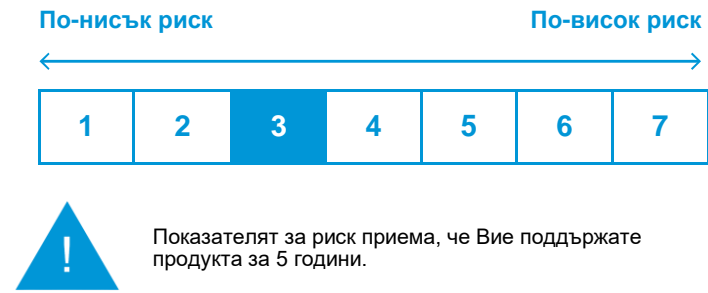 По-нисък риск По-висок риск
1 2 3 4 5 6 7
!
Показателят за риск приема, че Вие поддържате
продукта за 5 години.